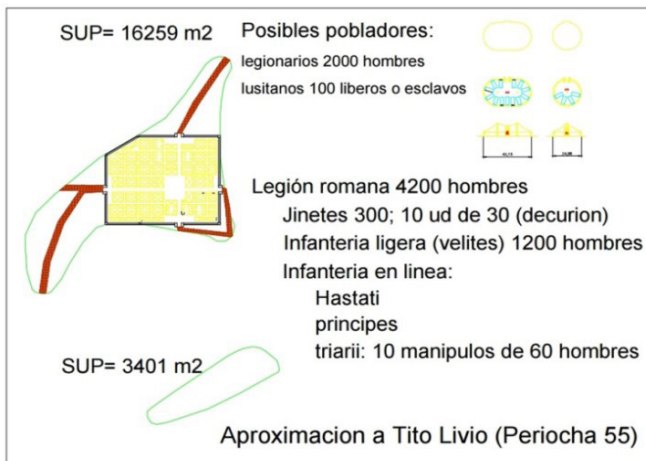 SUP= 16259 m2
Posibles pobladores:
legionarios 2000 hombres
lusitanos 100 liberos o esclavos
Legión romana 4200 hombres
Jinetes 300; 10 ud de 30 (decurion)
Infanteria ligera (velites) 1200 hombres
Infanteria en linea:
Hastati
principes
triarii: 10 manipulos de 60 hombres
SUP= 3401 m2
Aproximacion a Tito Livio (Periocha 55)